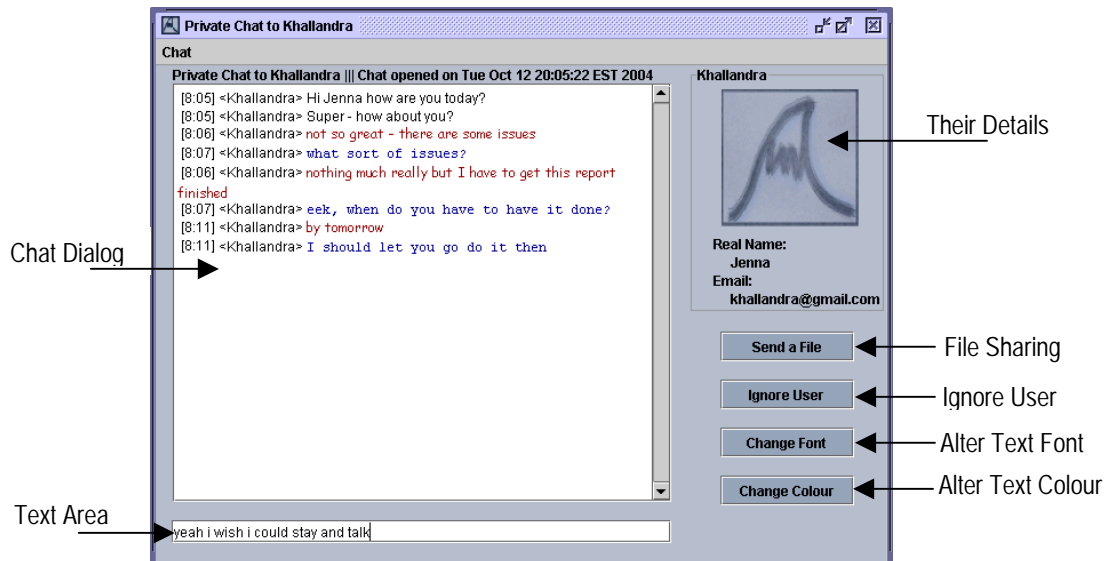 Private Chat to Khallandra
Chat
Private Chat to Khallandra ||| Chat opened on Tue Oct 12 20:05:22 EST 2004
[8:05] <Khallandra> Hi Jenna how are you today?
[8:05] <Khallandra> Super - how about you?
[8:06] <Khallandra> not so great - there are some issues
[8:07] <Khallandra> what sort of issues?
[8:06] <Khallandra> nothing much really but I have to get this report
finished
[8:07] <Khallandra> eek, when do you have to have it done?
[8:11] <Khallandra> by tomorrow
[8:11] <Khallandra> I should let you go do it then
yeah i wish i could stay and talk
Khallandra
Real Name:
Jenna
Email:
khallandra@gmail.com
Send a File
Ignore User
Change Font
Change Colour
Chat Dialog
Text Area
Their Details
File Sharing
Ignore User
Alter Text Font
Alter Text Colour